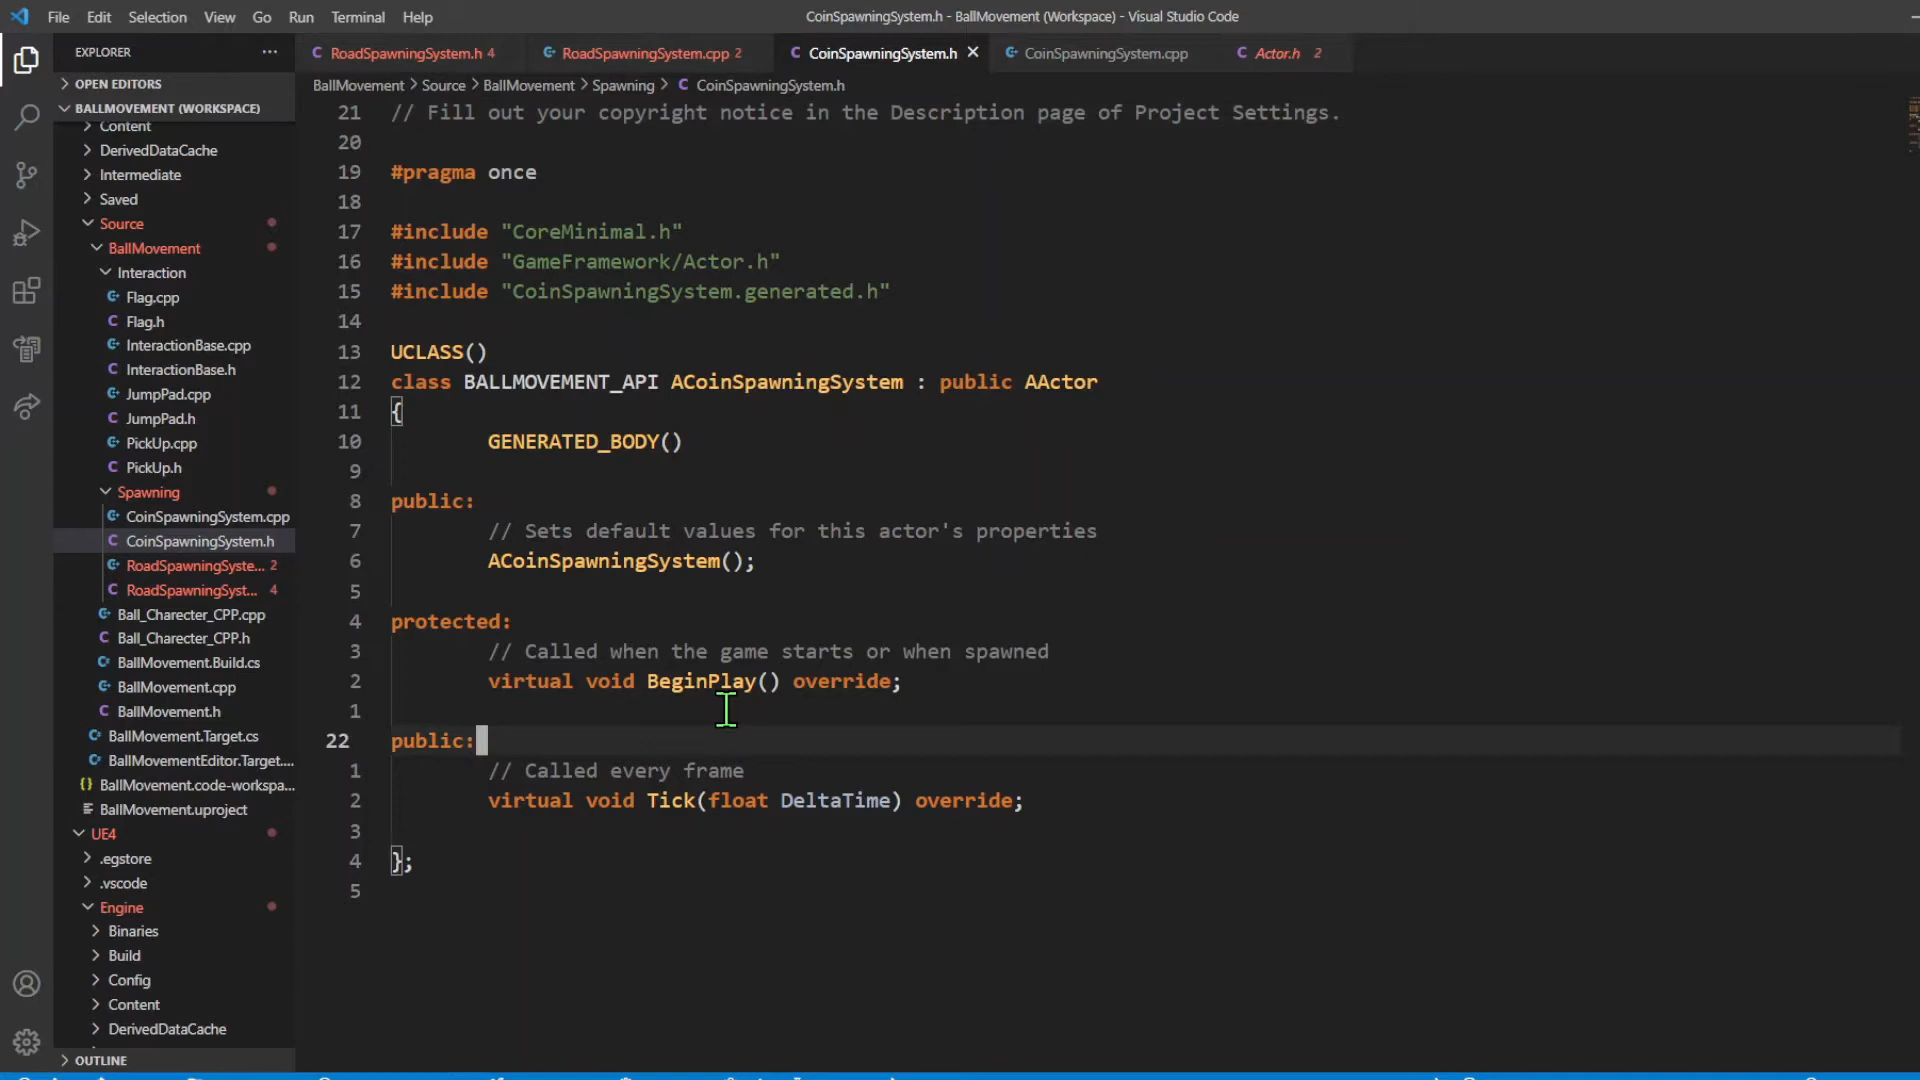 File Edit Selection View Go Run Terminal Help
CoinSpawningSystem.h - BallMovement (Workspace) - Visual Studio Code
EXPLORER
OPEN EDITORS
BALLMOVEMENT (WORKSPACE)
Content
DerivedDataCache
Intermediate
Saved
Source
BallMovement
Interaction
Flag.cpp
Flag.h
InteractionBase.cpp
InteractionBase.h
JumpPad.cpp
JumpPad.h
PickUp.cpp
PickUp.h
Spawning
CoinSpawningSystem.cpp
CoinSpawningSystem.h
RoadSpawningSyste... 2
RoadSpawningSyst... 4
Ball_Charecter_CPP.cpp
Ball_Charecter_CPP.h
BallMovement.Build.cs
BallMovement.cpp
BallMovement.h
BallMovement.Target.cs
BallMovementEditor.Target....
BallMovement.code-workspa...
BallMovement.uproject
UE4
.egstore
.vscode
Engine
Binaries
Build
Config
Content
DerivedDataCache
OUTLINE
RoadSpawningSystem.h 4
RoadSpawningSystem.cpp 2
CoinSpawningSystem.h
CoinSpawningSystem.cpp
Actor.h 2
BallMovement > Source > BallMovement > Spawning > CoinSpawningSystem.h
21 // Fill out your copyright notice in the Description page of Project Settings.
20
19 #pragma once
18
17 #include "CoreMinimal.h"
16 #include "GameFramework/Actor.h"
15 #include "CoinSpawningSystem.generated.h"
14
13 UCLASS()
12 class BALLMOVEMENT_API ACoinSpawningSystem : public AActor
11 {
10 GENERATED_BODY()
9
8 public:
7 // Sets default values for this actor's properties
6 ACoinSpawningSystem();
5
4 protected:
3 // Called when the game starts or when spawned
2 virtual void BeginPlay() override;
1
22 public:
1 // Called every frame
2 virtual void Tick(float DeltaTime) override;
3
4 };
5